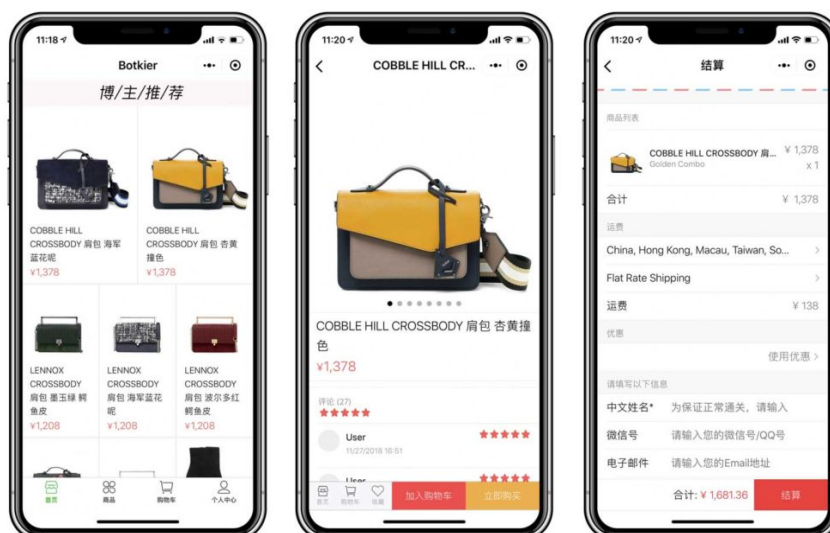 11:18
Botkier
博/主/推/荐
COBBLE HILL
CROSSBODY 肩包 海军
蓝花呢
¥1,378
COBBLE HILL
CROSSBODY 肩包 杏黄
撞色
¥1,378
LENNOX
CROSSBODY
肩包 墨玉绿 鳄
鱼皮
¥1,208
LENNOX
CROSSBODY
肩包 海军蓝花
呢
¥1,208
LENNOX
CROSSBODY
肩包 波尔多红
鳄鱼皮
¥1,208
首页
商品
购物车
个人中心
11:20
COBBLE HILL CR...
COBBLE HILL CROSSBODY 肩包 杏黄撞
色
¥1,378
评论 (27)
User
11/27/2018 16:51
User
首页
购物车
收藏
加入购物车
立即购买
11:20
结算
商品列表
COBBLE HILL CROSSBODY 肩... ¥ 1,378
Golden Combo x 1
合计 ¥ 1,378
运费
China, Hong Kong, Macau, Taiwan, So...
Flat Rate Shipping
运费 ¥ 138
优惠
使用优惠
请填写以下信息
中文姓名* 为保证正常通关，请输入
微信号 请输入您的微信号/QQ号
电子邮件 请输入您的Email地址
合计: ¥ 1,681.36 结算